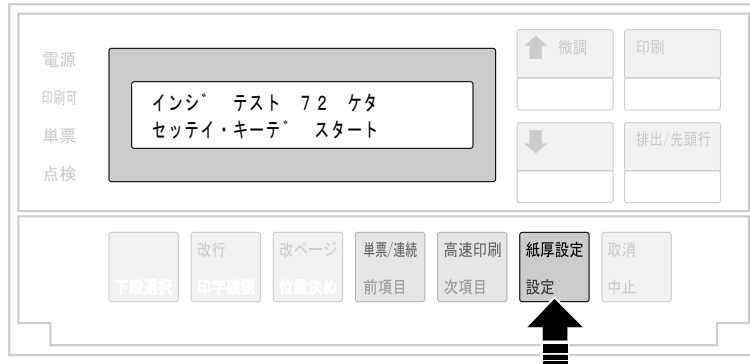 電源
印刷可
単票
点検
インシ゛ テスト 72 ケタ
セッテイ・キーテ゛ スタート
微調
印刷
排出/先頭行
下段選択
改行
印字確認
改ページ
位置決め
単票/連続
前項目
高速印刷
次項目
紙厚設定
設定
取消
中止